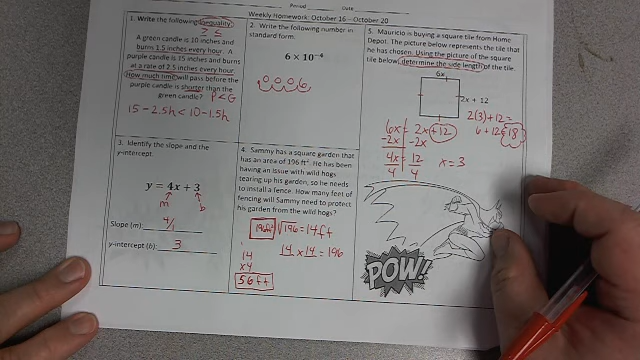 Period
Date
Weekly Homework: October 16 – October 20
1. Write the following inequality:
> <
A green candle is 10 inches and
burns 1.5 inches every hour. A
purple candle is 15 inches and burns
at a rate of 2.5 inches every hour.
How much time will pass before the
purple candle is shorter than the
green candle? P < G
15 - 2.5h < 10 - 1.5h
2. Write the following number in
standard form.
6 × 10⁻⁴
.0006
3. Identify the slope and the
y-intercept.
y = 4x + 3
m b
Slope (m): 4/1
y-intercept (b): 3
4. Sammy has a square garden that
has an area of 196 ft². He has been
having an issue with wild hogs
tearing up his garden, so he needs
to install a fence. How many feet of
fencing will Sammy need to protect
his garden from the wild hogs?
196ft² √196 = 14ft
14 x 14 = 196
14
x4
56ft
5. Mauricio is buying a square tile from Home
Depot. The picture below represents the tile that
he has chosen. Using the picture of the square
tile below, determine the side length of the tile.
6x
2x + 12
2(3)+12=
6+12=18
6x = 2x+12
-2x -2x
4x = 12
4 4
x = 3
POW!